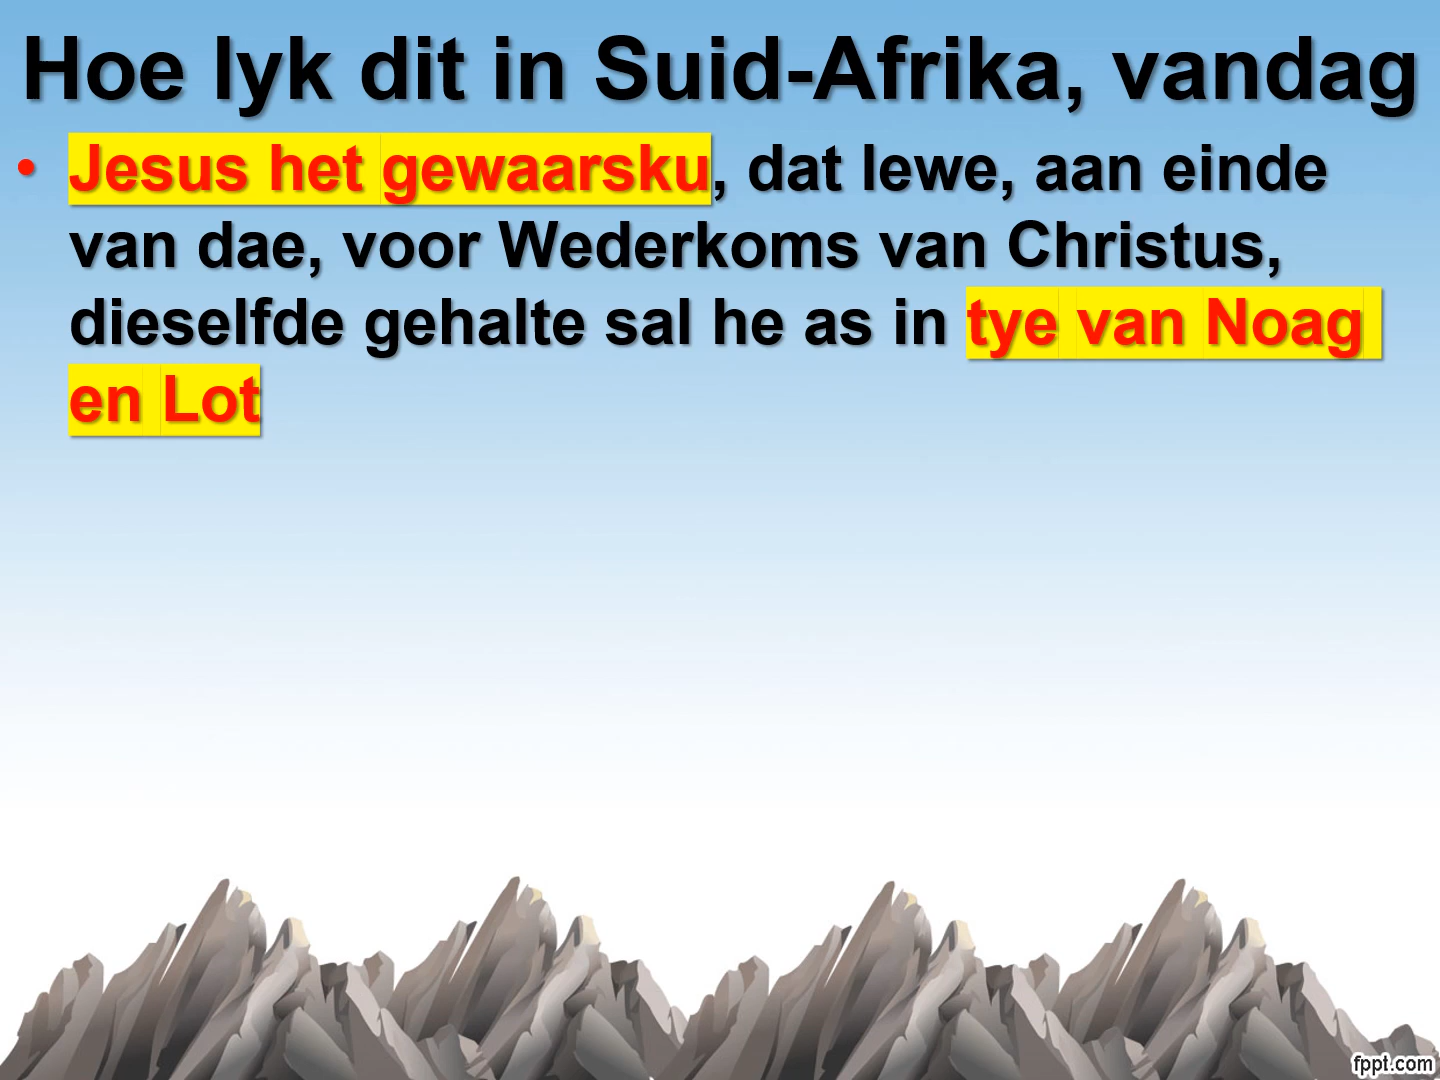 Hoe lyk dit in Suid-Afrika, vandag
• Jesus het gewaarsku, dat lewe, aan einde
van dae, voor Wederkoms van Christus,
dieselfde gehalte sal he as in tye van Noag
en Lot
fppt.com